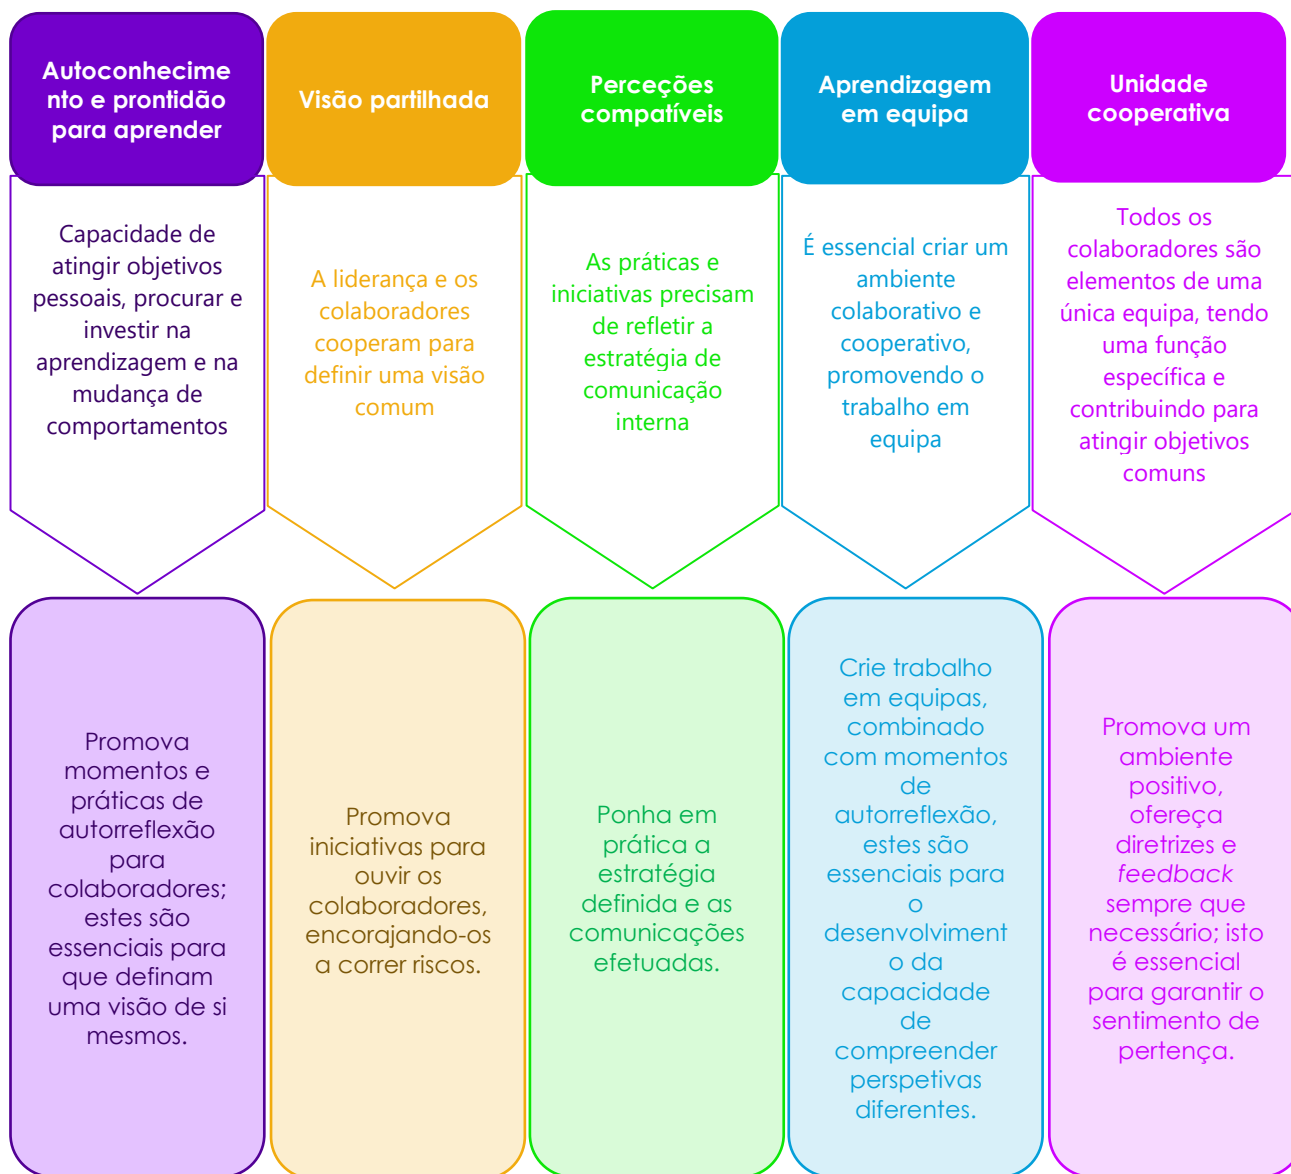 Autoconhecime
nto e prontidão
para aprender
Visão partilhada
Perceções
compatíveis
Aprendizagem
em equipa
Unidade
cooperativa
Capacidade de
atingir objetivos
pessoais, procurar e
investir na
aprendizagem e na
mudança de
comportamentos
A liderança e os
colaboradores
cooperam para
definir uma visão
comum
As práticas e
iniciativas precisam
de refletir a
estratégia de
comunicação
interna
É essencial criar um
ambiente
colaborativo e
cooperativo,
promovendo o
trabalho em
equipa
Todos os
colaboradores são
elementos de uma
única equipa, tendo
uma função
específica e
contribuindo para
atingir objetivos
comuns
Promova
momentos e
práticas de
autorreflexão
para
colaboradores;
estes são
essenciais para
que definam
uma visão de si
mesmos.
Promova
iniciativas para
ouvir os
colaboradores,
encorajando-os
a correr riscos.
Ponha em
prática a
estratégia
definida e as
comunicações
efetuadas.
Crie trabalho
em equipas,
combinado
com momentos
de
autorreflexão,
estes são
essenciais para
o
desenvolviment
o da
capacidade
de
compreender
perspetivas
diferentes.
Promova um
ambiente
positivo,
ofereça
diretrizes e
feedback
sempre que
necessário; isto
é essencial
para garantir o
sentimento de
pertença.